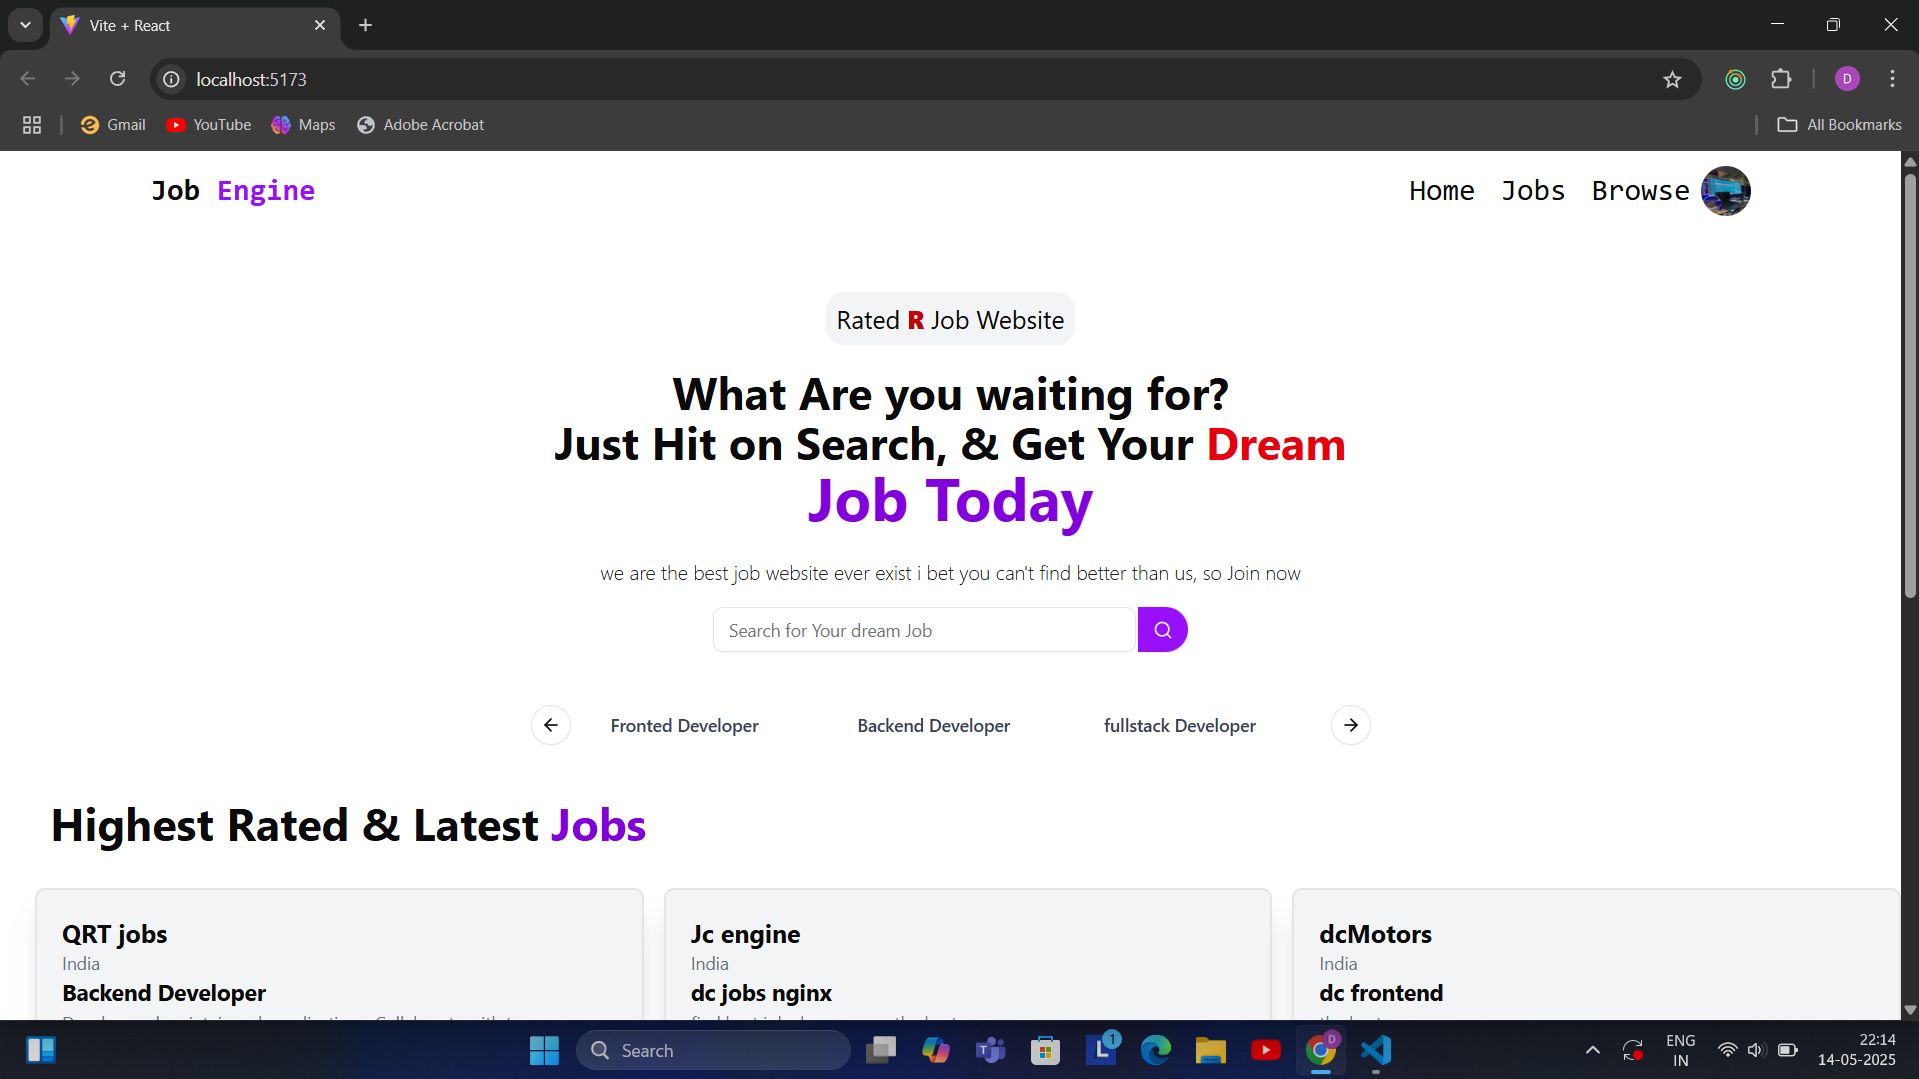 Vite + React
localhost:5173
D
Gmail YouTube Maps Adobe Acrobat All Bookmarks
Job Engine Home Jobs Browse
Rated R Job Website
What Are you waiting for?
Just Hit on Search, & Get Your Dream
Job Today
we are the best job website ever exist i bet you can't find better than us, so Join now
Search for Your dream Job
Fronted Developer Backend Developer fullstack Developer
Highest Rated & Latest Jobs
QRT jobs
India
Backend Developer
Jc engine
India
dc jobs nginx
dcMotors
India
dc frontend
Search
T
L 1
D
ENG
IN
22:14
14-05-2025